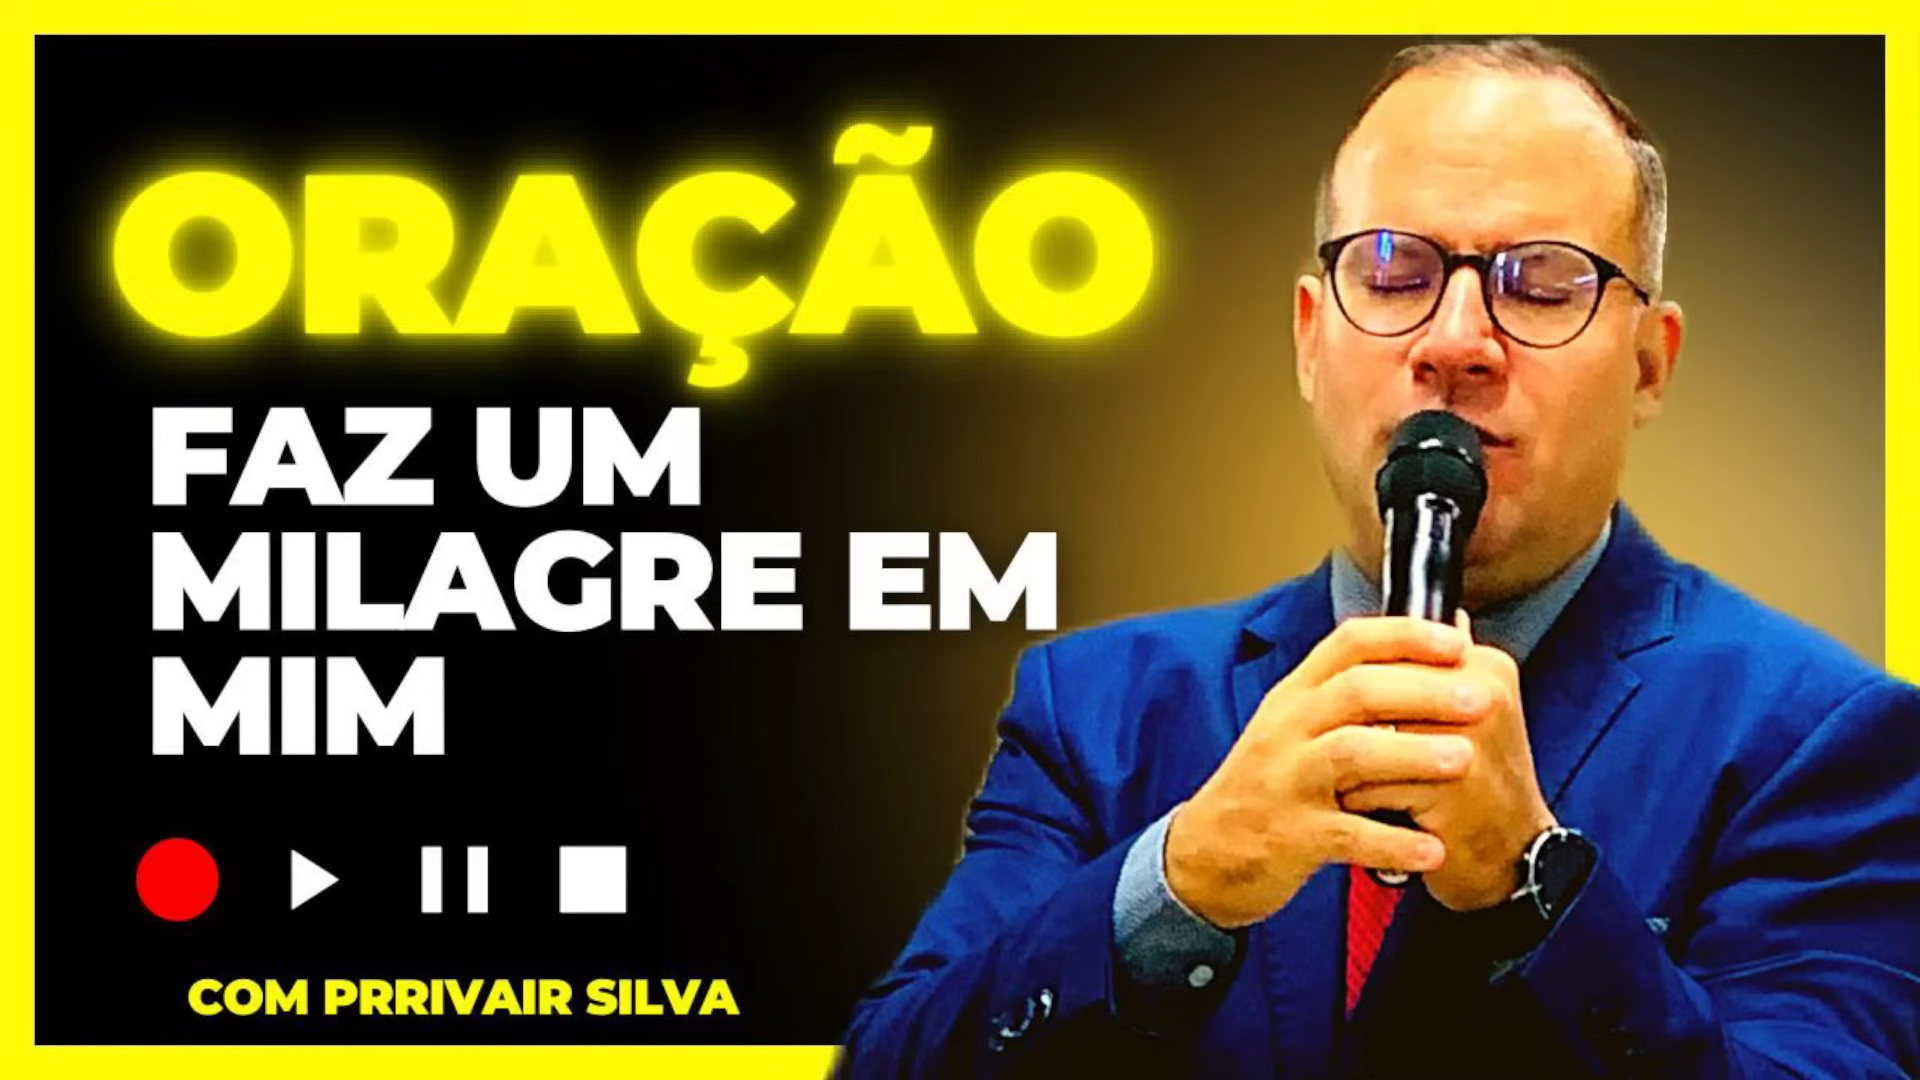 ORAÇÃO
FAZ UM
MILAGRE EM
MIM
COM PRRIVAIR SILVA